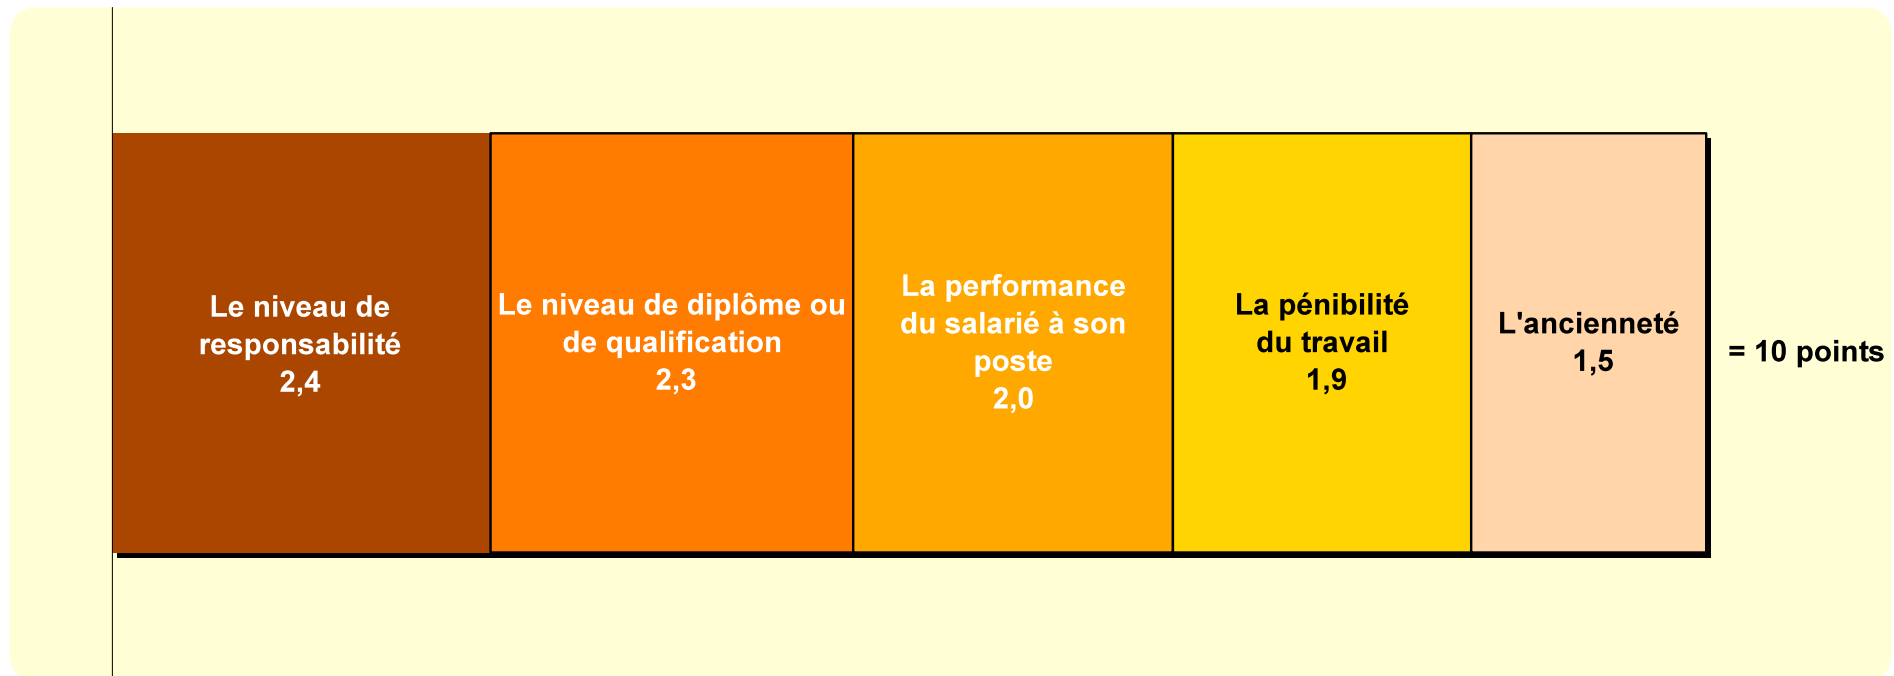 Le niveau de
responsabilité
2,4
Le niveau de diplôme ou
de qualification
2,3
La performance
du salarié à son
poste
2,0
La pénibilité
du travail
1,9
L'ancienneté
1,5
= 10 points